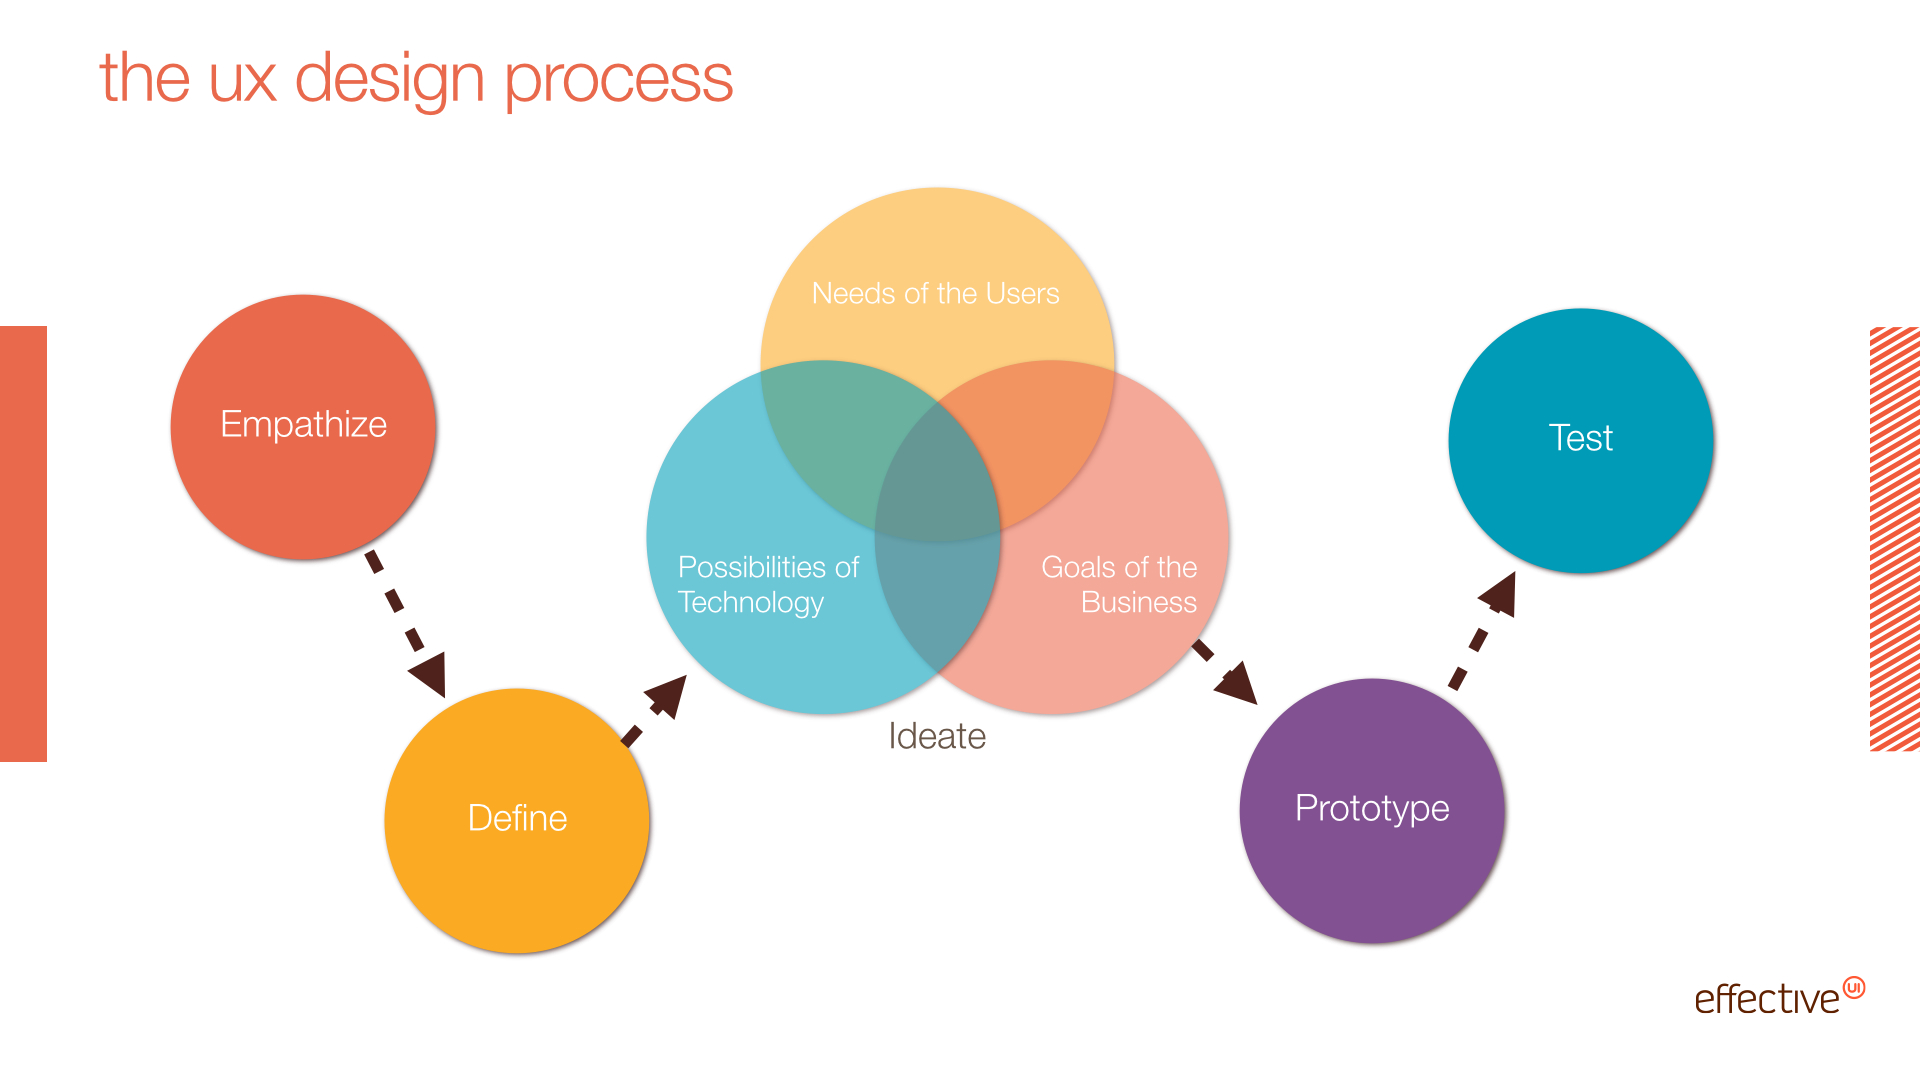 the ux design process
Empathize
Define
Needs of the Users
Possibilities of
Technology
Goals of the
Business
Ideate
Prototype
Test
effective UI